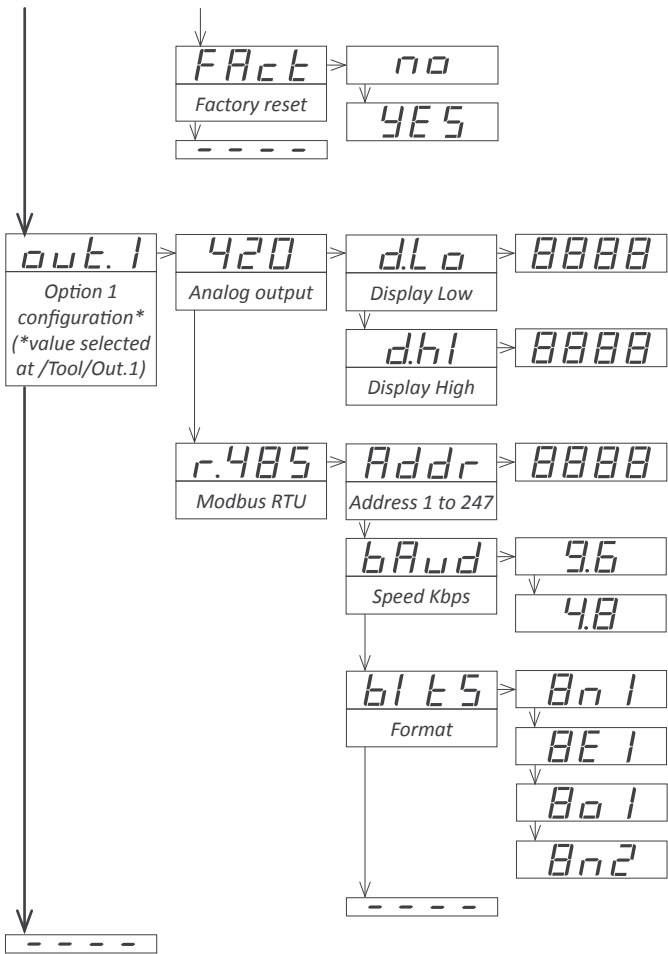 FAct
Factory reset
no
YES
- - - -
out.1
Option 1
configuration*
(*value selected
at /Tool/Out.1)
420
Analog output
d.Lo
Display Low
8888
d.hI
Display High
8888
r.485
Modbus RTU
Addr
Address 1 to 247
8888
bAud
Speed Kbps
9.6
4.8
bItS
Format
8n1
8E1
8o1
8n2
- - - -
- - - -